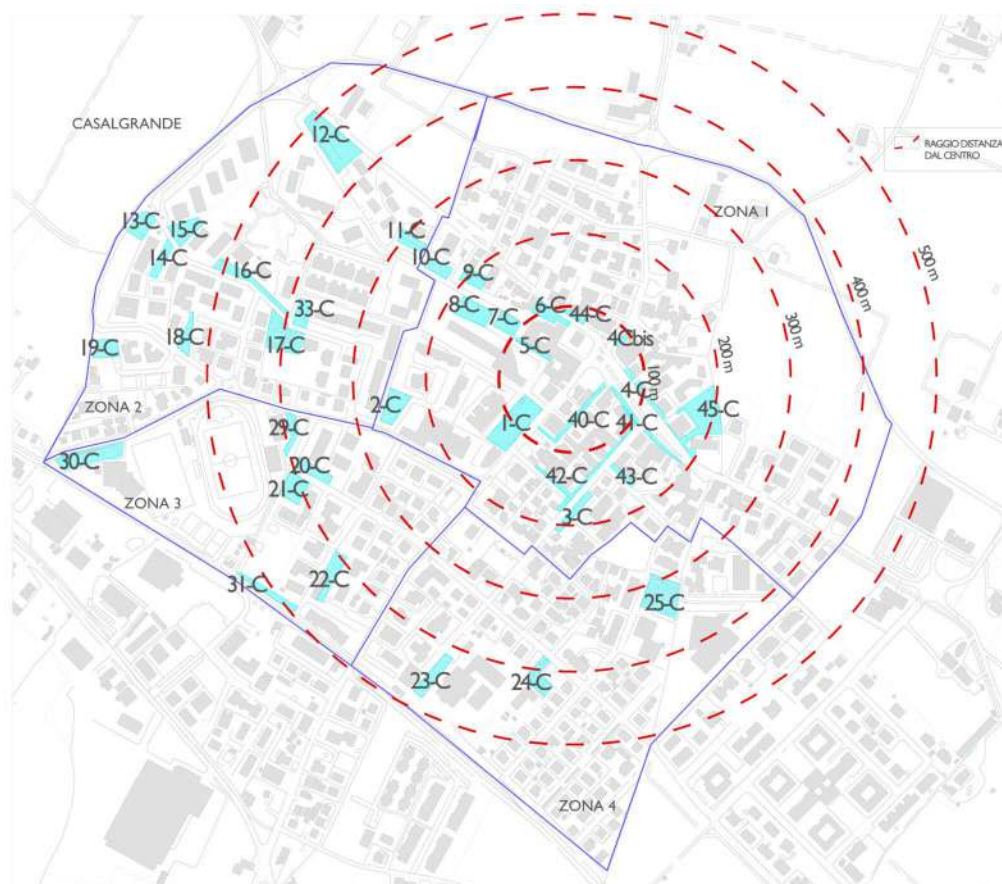 CASALGRANDE
12-C
RAGGIO DISTANZA
DAL CENTRO
ZONA 1
13-C
15-C
11-C
14-C
16-C
10-C
9-C
500 m
400 m
33-C
8-C
7-C
6-C
44-C
300 m
18-C
17-C
5-C
4Cbis
200 m
19-C
100 m
4-C
ZONA 2
2-C
1-C
40-C
41-C
45-C
29-C
30-C
20-C
42-C
43-C
ZONA 3
21-C
3-C
31-C
22-C
25-C
23-C
24-C
ZONA 4